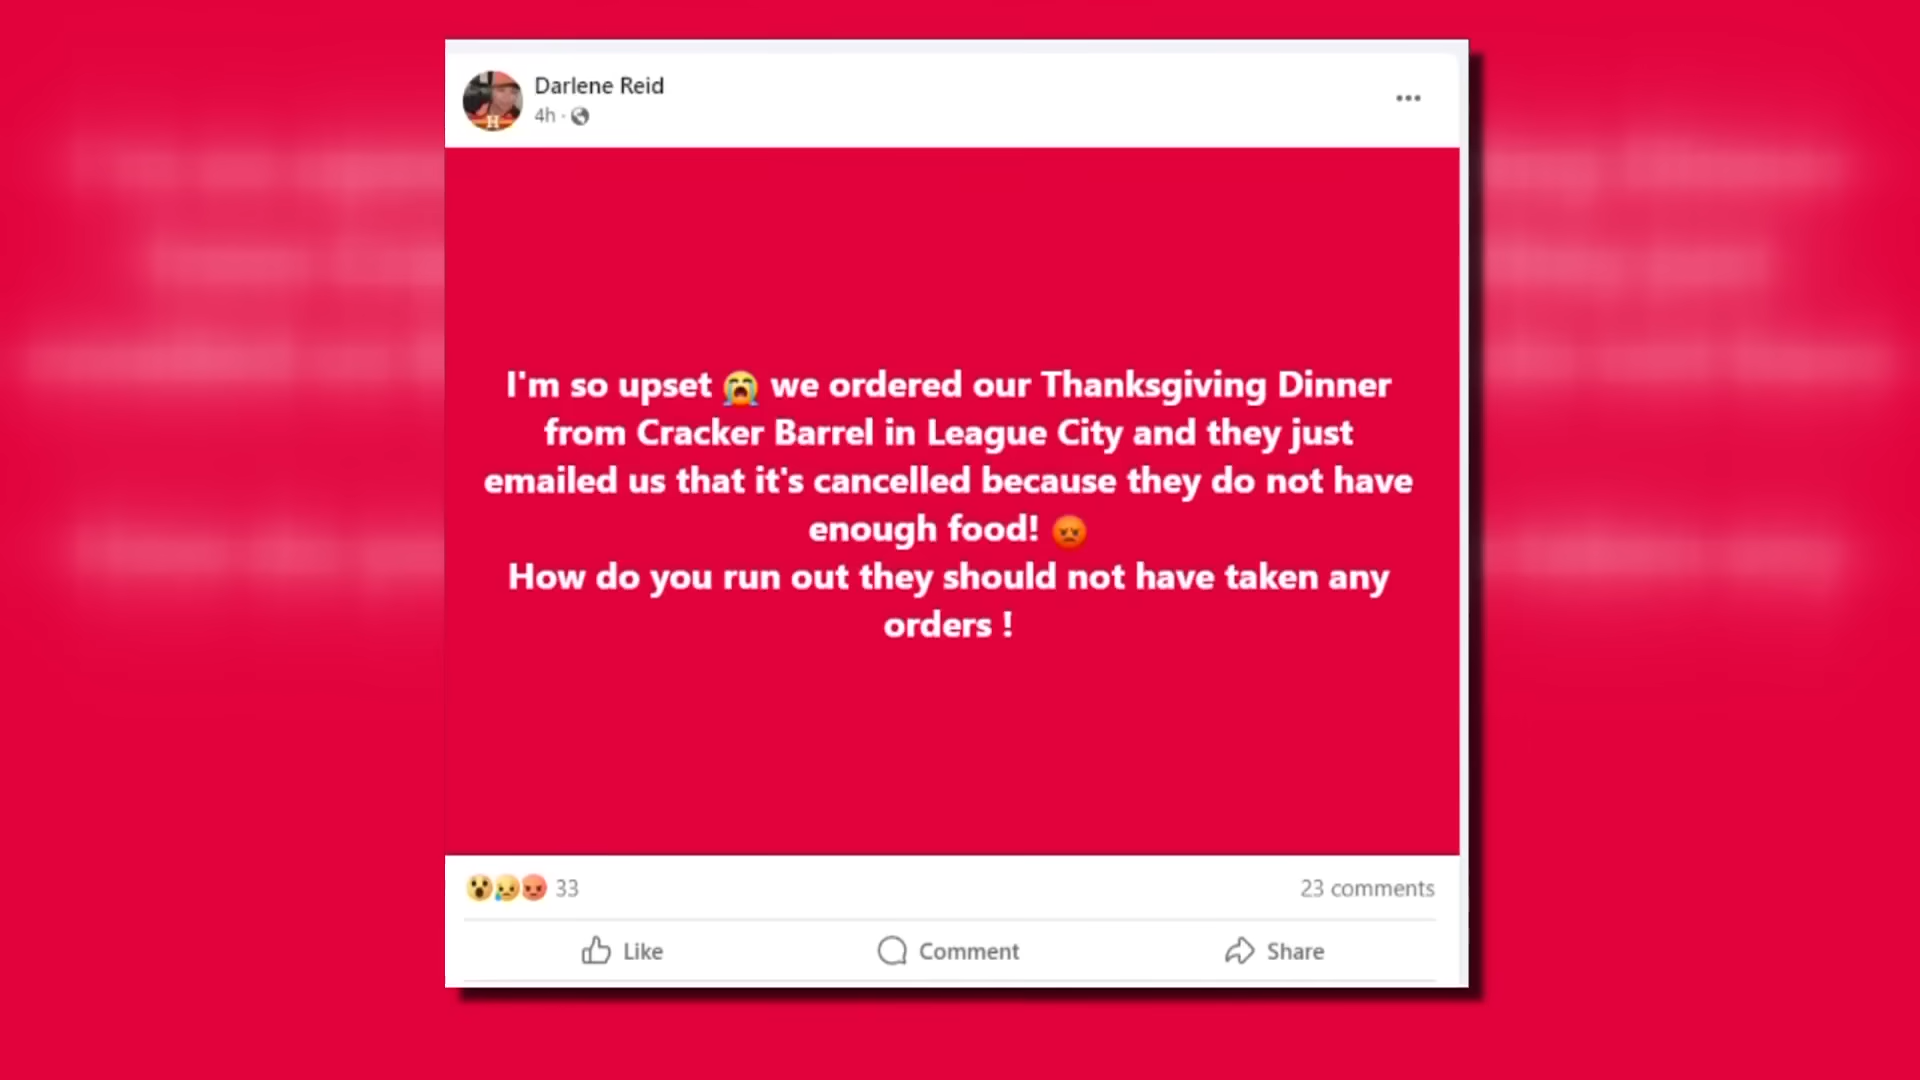 Darlene Reid
4h ·
I'm so upset 😭 we ordered our Thanksgiving Dinner
from Cracker Barrel in League City and they just
emailed us that it's cancelled because they do not have
enough food! 😡
How do you run out they should not have taken any
orders !
33
23 comments
Like
Comment
Share